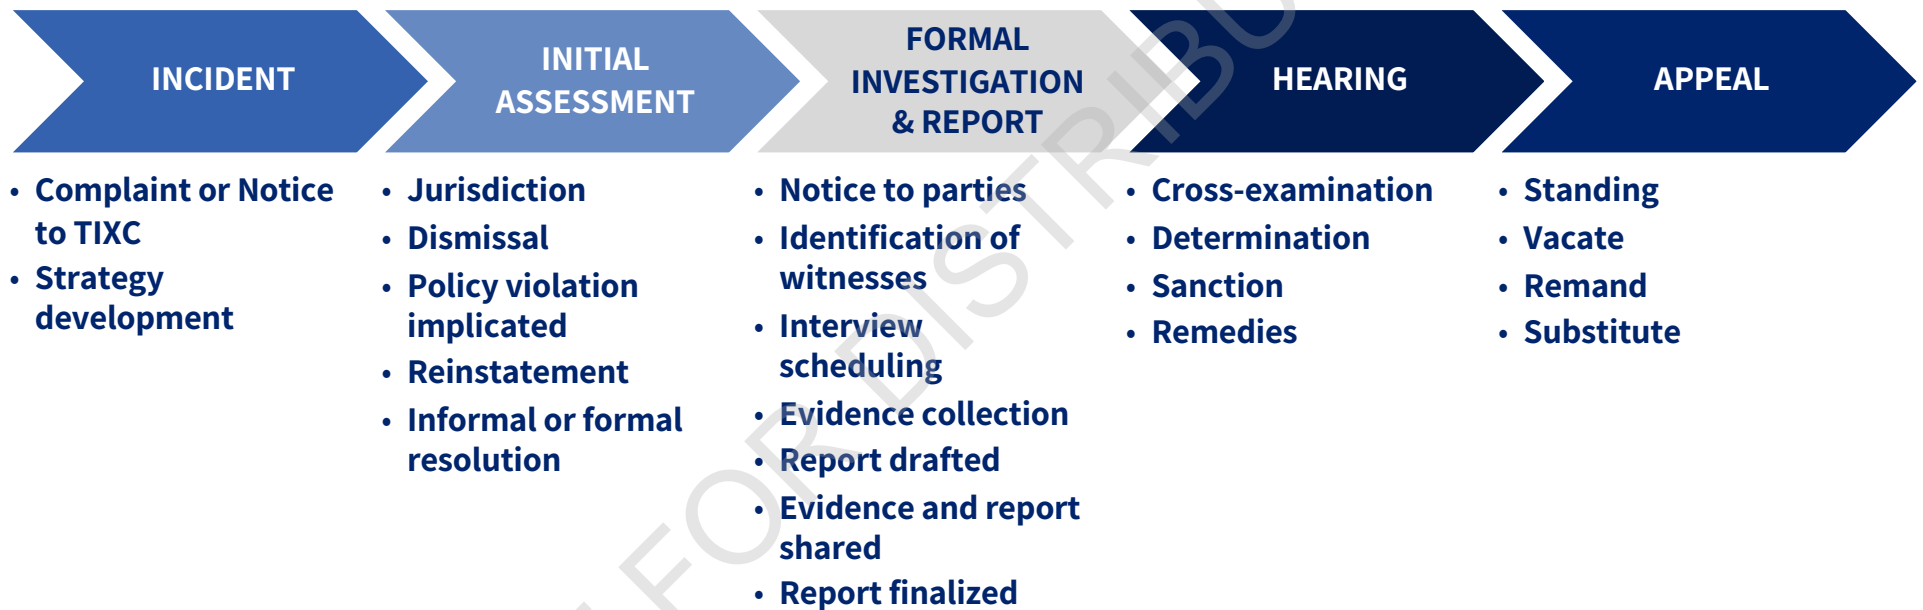 INCIDENT
INITIAL
ASSESSMENT
FORMAL
INVESTIGATION
& REPORT
HEARING
APPEAL
• Complaint or Notice
to TIXC
• Strategy
development
• Jurisdiction
• Dismissal
• Policy violation
implicated
• Reinstatement
• Informal or formal
resolution
• Notice to parties
• Identification of
witnesses
• Interview
scheduling
• Evidence collection
• Report drafted
• Evidence and report
shared
• Report finalized
• Cross-examination
• Determination
• Sanction
• Remedies
• Standing
• Vacate
• Remand
• Substitute
FOR DISTRIBU